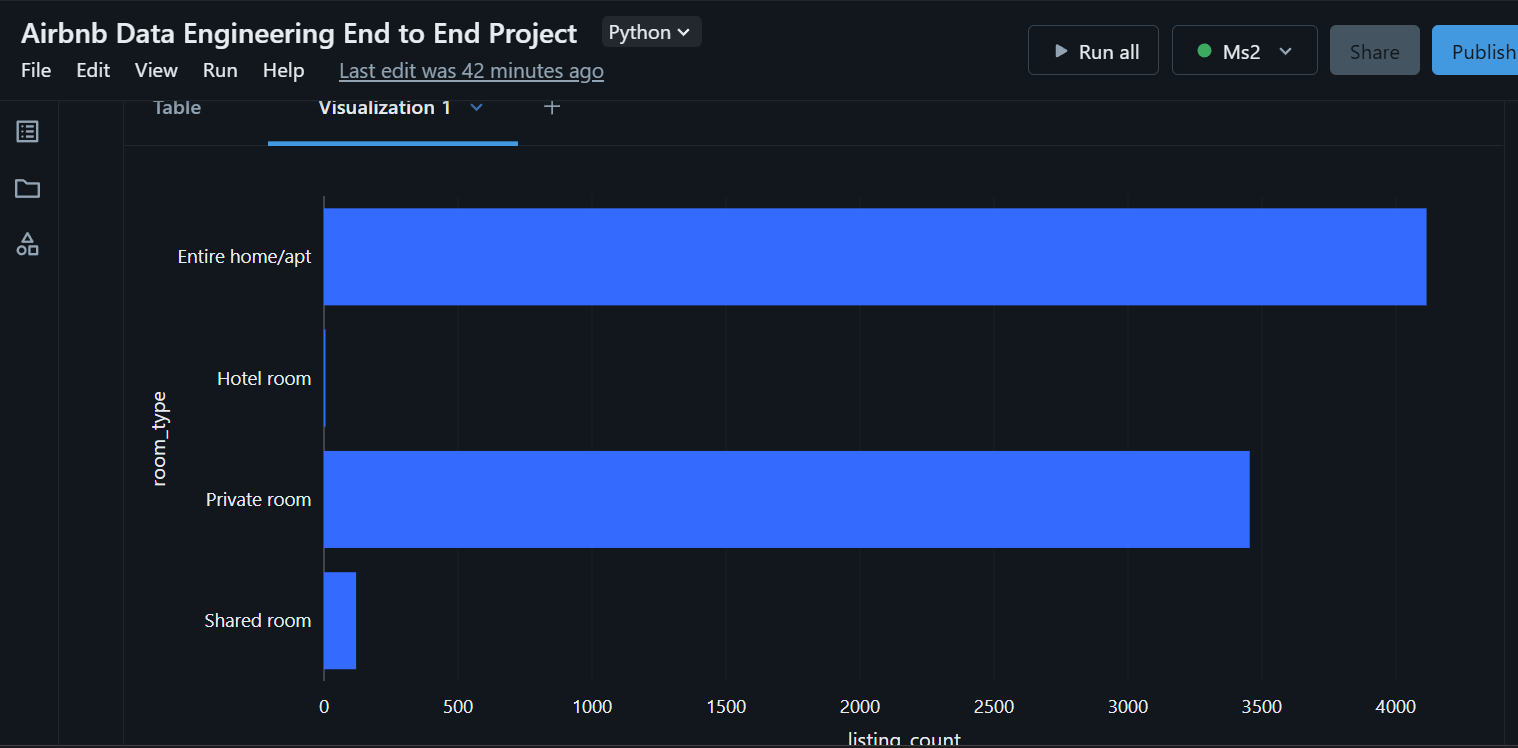 Airbnb Data Engineering End to End Project Python
Run all Ms2 Share Publish
File Edit View Run Help Last edit was 42 minutes ago
Table Visualization 1 +
Entire home/apt
Hotel room
room_type
Private room
Shared room
0 500 1000 1500 2000 2500 3000 3500 4000
listing_count